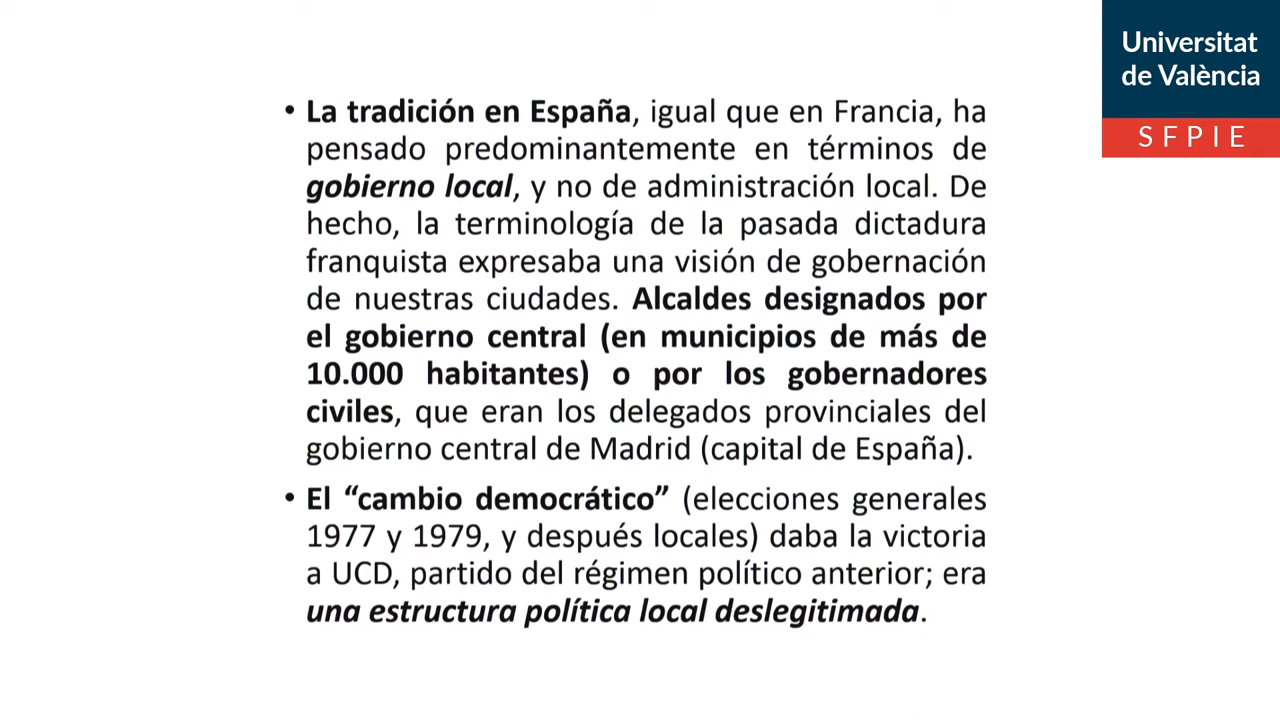 Universitat
de València
SFPIE
• La tradición en España, igual que en Francia, ha
pensado predominantemente en términos de
gobierno local, y no de administración local. De
hecho, la terminología de la pasada dictadura
franquista expresaba una visión de gobernación
de nuestras ciudades. Alcaldes designados por
el gobierno central (en municipios de más de
10.000 habitantes) o por los gobernadores
civiles, que eran los delegados provinciales del
gobierno central de Madrid (capital de España).
• El “cambio democrático” (elecciones generales
1977 y 1979, y después locales) daba la victoria
a UCD, partido del régimen político anterior; era
una estructura política local deslegitimada.